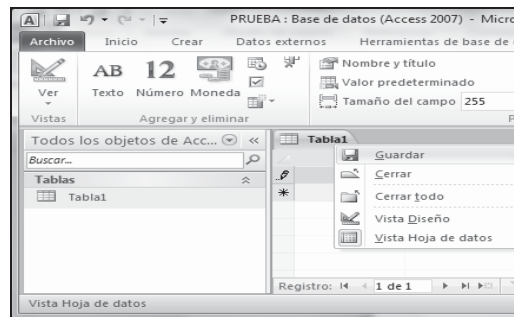 A PRUEBA : Base de datos (Access 2007) - Micro
Archivo Inicio Crear Datos externos Herramientas de base de
Ver
AB Texto
12 Número
Moneda
Nombre y título
Valor predeterminado
Tamaño del campo 255
Vistas Agregar y eliminar P
Todos los objetos de Acc... «
Buscar...
Tablas
Tabla1
Tabla1
Guardar
Cerrar
Cerrar todo
Vista Diseño
Vista Hoja de datos
Registro: 1 de 1
Vista Hoja de datos